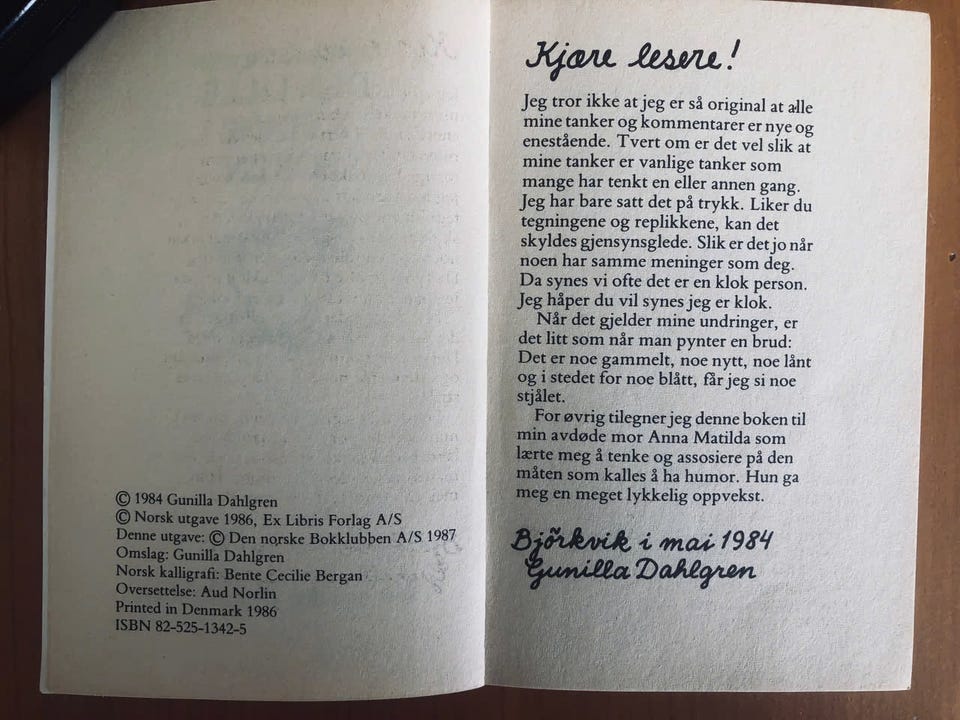 © 1984 Gunilla Dahlgren
© Norsk utgave 1986, Ex Libris Forlag A/S
Denne utgave: © Den norske Bokklubben A/S 1987
Omslag: Gunilla Dahlgren
Norsk kalligrafi: Bente Cecilie Bergan
Oversettelse: Aud Norlin
Printed in Denmark 1986
ISBN 82-525-1342-5
Kjære lesere!
Jeg tror ikke at jeg er så original at alle
mine tanker og kommentarer er nye og
enestående. Tvert om er det vel slik at
mine tanker er vanlige tanker som
mange har tenkt en eller annen gang.
Jeg har bare satt det på trykk. Liker du
tegningene og replikkene, kan det
skyldes gjensynsglede. Slik er det jo når
noen har samme meninger som deg.
Da synes vi ofte det er en klok person.
Jeg håper du vil synes jeg er klok.
Når det gjelder mine undringer, er
det litt som når man pynter en brud:
Det er noe gammelt, noe nytt, noe lånt
og i stedet for noe blått, får jeg si noe
stjålet.
For øvrig tilegner jeg denne boken til
min avdøde mor Anna Matilda som
lærte meg å tenke og assosiere på den
måten som kalles å ha humor. Hun ga
meg en meget lykkelig oppvekst.
Björkvik i mai 1984
Gunilla Dahlgren